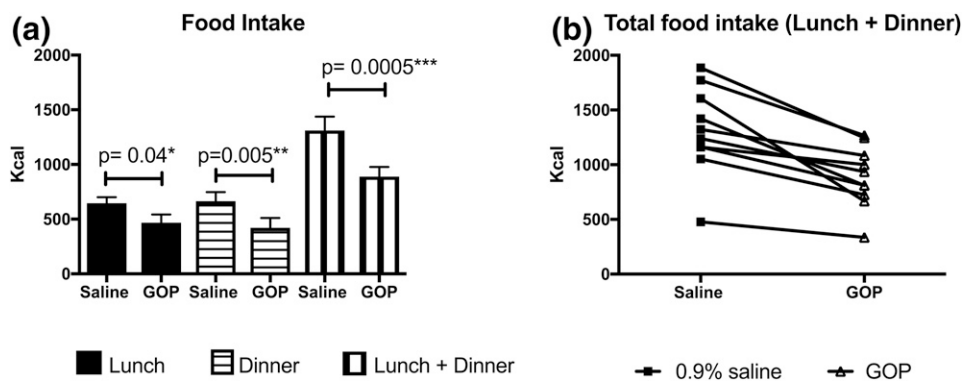 (a) Food Intake
2000
1500
1000
500
0
Kcal
p= 0.04*
p=0.005**
p= 0.0005***
Saline GOP Saline GOP Saline GOP
Lunch Dinner Lunch + Dinner
(b) Total food intake (Lunch + Dinner)
2000
1500
1000
500
0
Kcal
Saline GOP
0.9% saline GOP